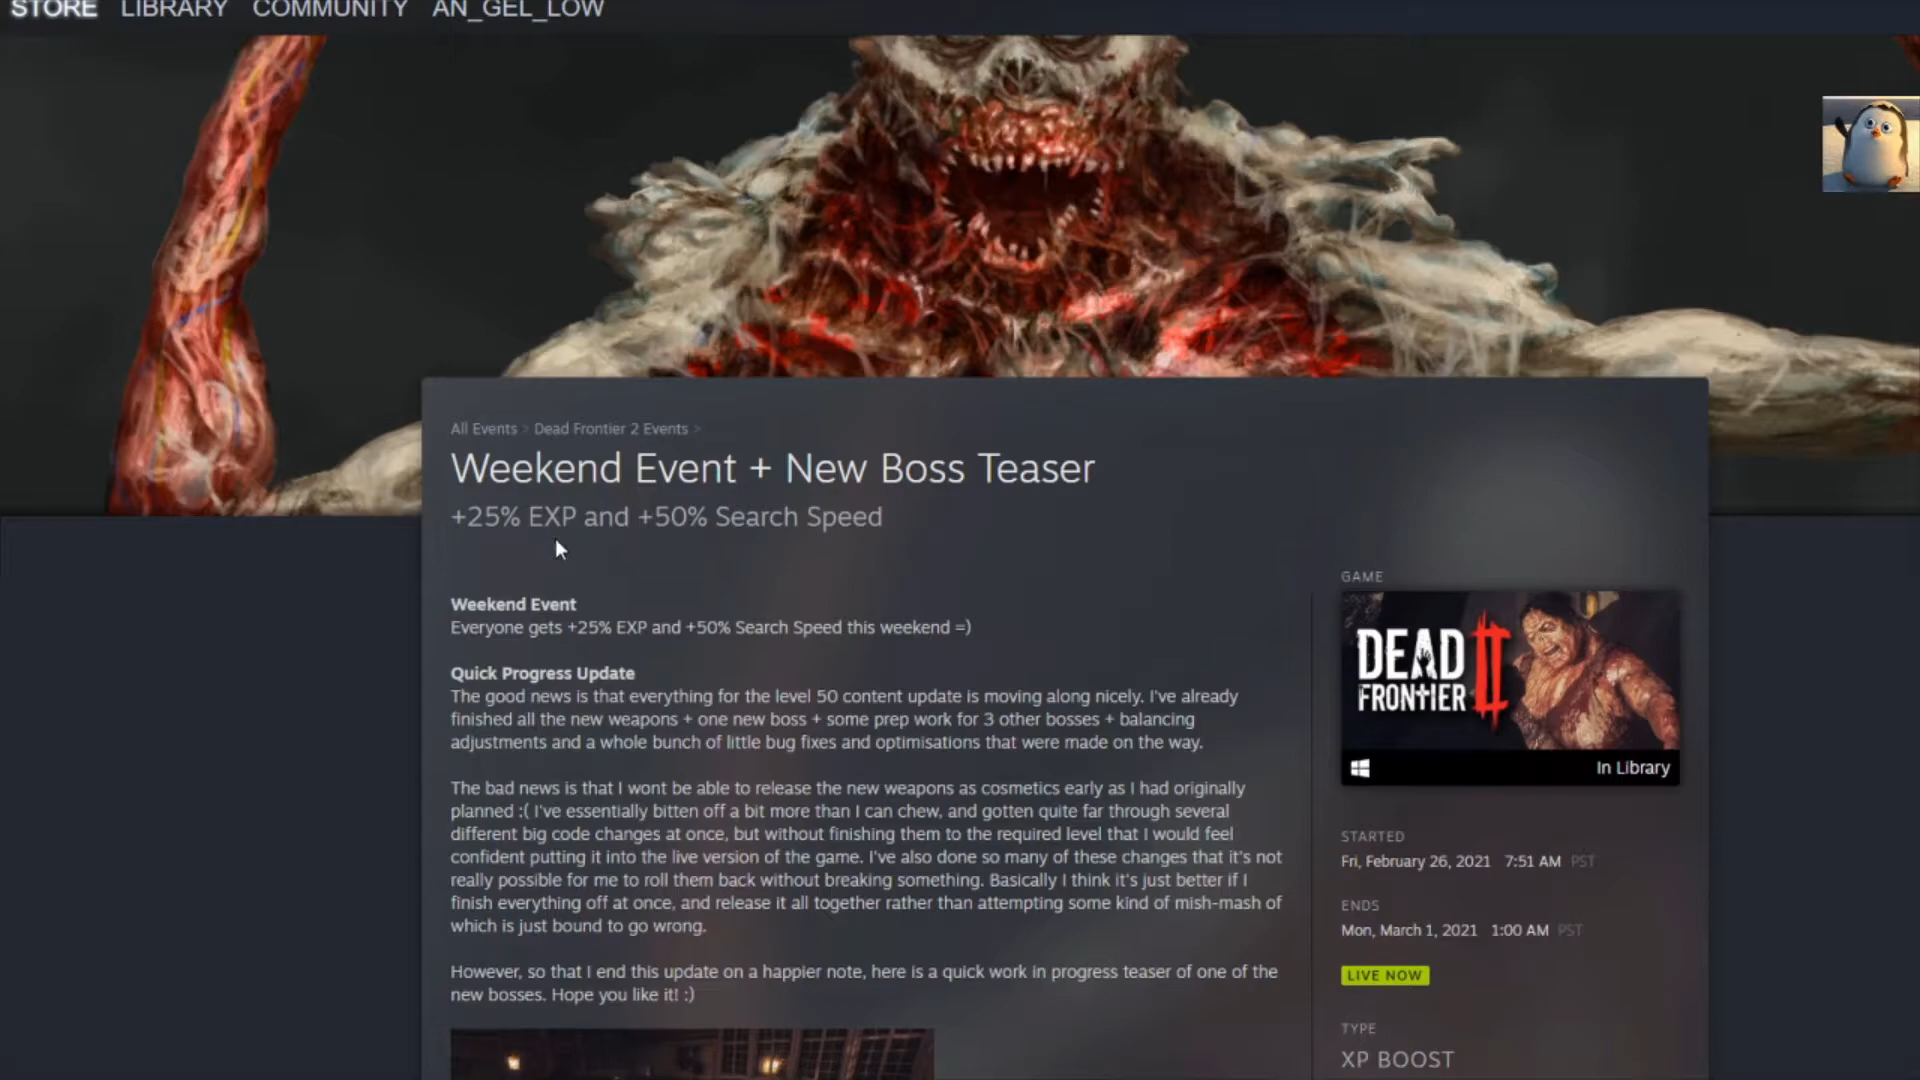 STORE LIBRARY COMMUNITY AN_GEL_LOW
All Events > Dead Frontier 2 Events >
Weekend Event + New Boss Teaser
+25% EXP and +50% Search Speed
Weekend Event
Everyone gets +25% EXP and +50% Search Speed this weekend =)
Quick Progress Update
The good news is that everything for the level 50 content update is moving along nicely. I've already
finished all the new weapons + one new boss + some prep work for 3 other bosses + balancing
adjustments and a whole bunch of little bug fixes and optimisations that were made on the way.
The bad news is that I wont be able to release the new weapons as cosmetics early as I had originally
planned :( I've essentially bitten off a bit more than I can chew, and gotten quite far through several
different big code changes at once, but without finishing them to the required level that I would feel
confident putting it into the live version of the game. I've also done so many of these changes that it's not
really possible for me to roll them back without breaking something. Basically I think it's just better if I
finish everything off at once, and release it all together rather than attempting some kind of mish-mash of
which is just bound to go wrong.
However, so that I end this update on a happier note, here is a quick work in progress teaser of one of the
new bosses. Hope you like it! :)
GAME
DEAD
FRONTIER II
In Library
STARTED
Fri, February 26, 2021 7:51 AM PST
ENDS
Mon, March 1, 2021 1:00 AM PST
LIVE NOW
TYPE
XP BOOST